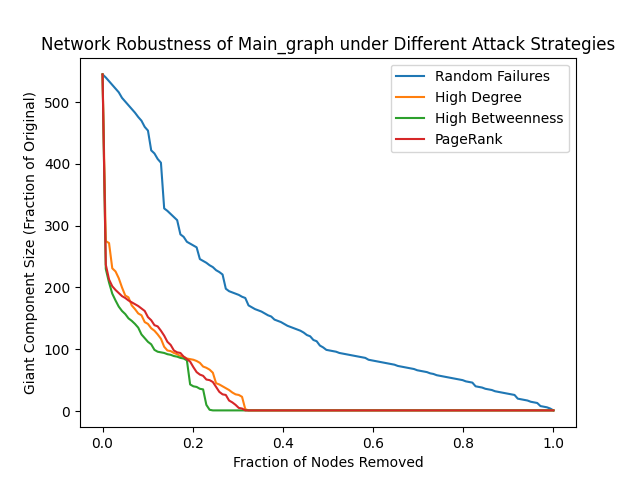 Network Robustness of Main_graph under Different Attack Strategies
Random Failures
High Degree
High Betweenness
PageRank
Giant Component Size (Fraction of Original)
500
400
300
200
100
0
0.0
0.2
0.4
0.6
0.8
1.0
Fraction of Nodes Removed